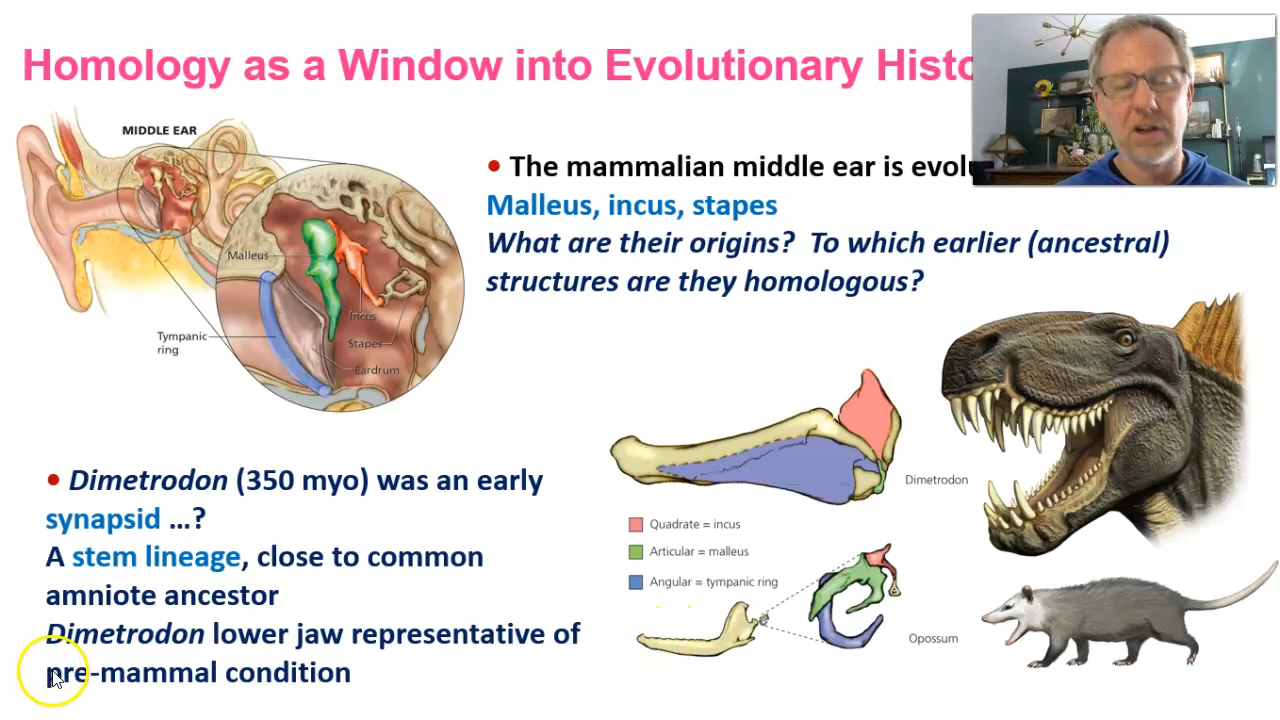 Homology as a Window into Evolutionary Histo
MIDDLE EAR
Malleus
Incus
Stapes
Eardrum
Tympanic
ring
• The mammalian middle ear is evolu
Malleus, incus, stapes
What are their origins? To which earlier (ancestral)
structures are they homologous?
• Dimetrodon (350 myo) was an early
synapsid …?
A stem lineage, close to common
amniote ancestor
Dimetrodon lower jaw representative of
pre-mammal condition
Dimetrodon
Quadrate = incus
Articular = malleus
Angular = tympanic ring
Opossum